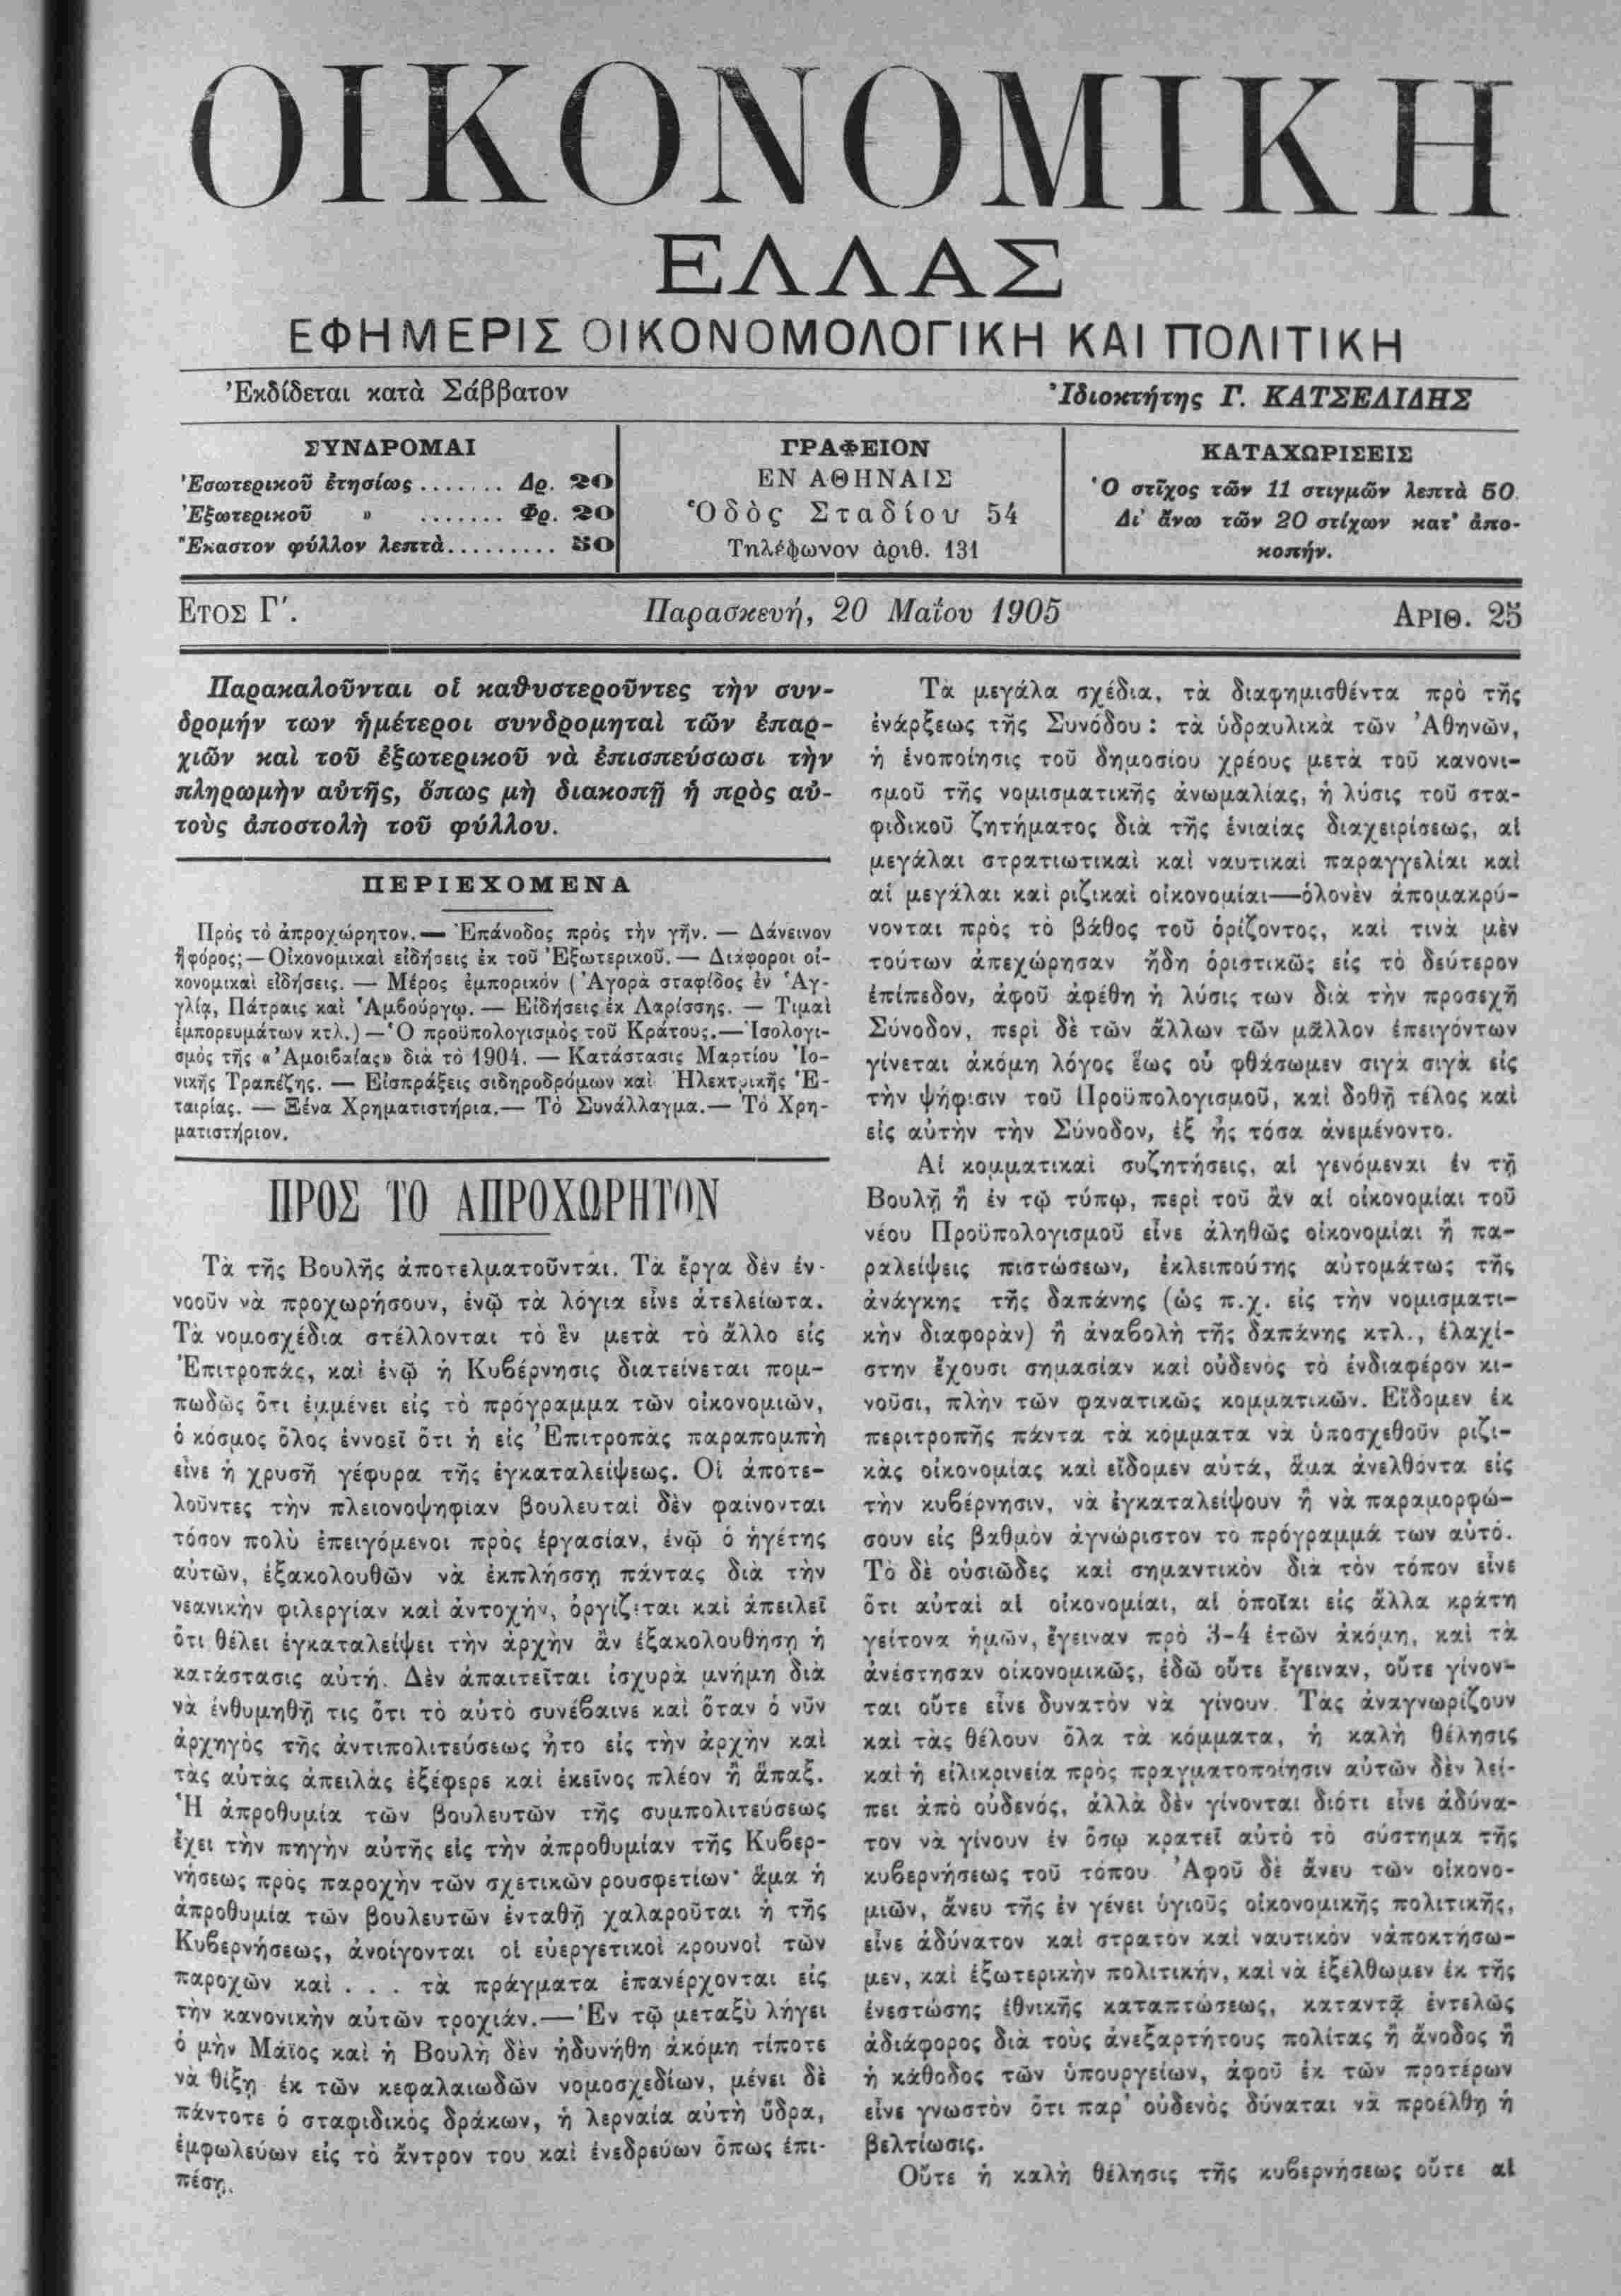 ΟΙΚΟΝΟΜΙΚΗ
ΕΛΛΑΣ
ΕΦΗΜΕΡΙΣ ΟΙΚΟΝΟΜΟΛΟΓΙΚΗ ΚΑΙ ΠΟΛΙΤΙΚΗ
Ἐκδίδεται κατὰ Σάββατον
Ἰδιοκτήτης Γ. ΚΑΤΣΕΛΙΔΗΣ
ΣΥΝΔΡΟΜΑΙ
Ἐσωτερικοῦ ἐτησίως ....... Δρ. 20
Ἐξωτερικοῦ » ....... Φρ. 20
Ἕκαστον φύλλον λεπτὰ.......... 50
ΓΡΑΦΕΙΟΝ
ΕΝ ΑΘΗΝΑΙΣ
Ὁδὸς Σταδίου 54
Τηλέφωνον ἀριθ. 131
ΚΑΤΑΧΩΡΙΣΕΙΣ
Ὁ στῖχος τῶν 11 στιγμῶν λεπτὰ 50.
Δι' ἄνω τῶν 20 στίχων κατ' ἀπο-
κοπήν.
ΕΤΟΣ Γ΄.
Παρασκευή, 20 Μαΐου 1905
ΑΡΙΘ. 25
Παρακαλοῦνται οἱ καθυστεροῦντες τὴν συν-
δρομήν των ἡμέτεροι συνδρομηταὶ τῶν ἐπαρ-
χιῶν καὶ τοῦ ἐξωτερικοῦ νὰ ἐπισπεύσωσι τὴν
πληρωμὴν αὐτῆς, ὅπως μὴ διακοπῇ ἡ πρὸς αὐ-
τοὺς ἀποστολὴ τοῦ φύλλου.
ΠΕΡΙΕΧΟΜΕΝΑ
Πρὸς τὸ ἀπροχώρητον.— Ἐπάνοδος πρὸς τὴν γῆν. — Δάνεινον
ἢ φόρος;—Οἰκονομικαὶ εἰδήσεις ἐκ τοῦ Ἐξωτερικοῦ.— Διάφοροι οἰ-
κονομικαὶ εἰδήσεις. — Μέρος ἐμπορικόν (Ἀγορὰ σταφίδος ἐν Ἀγ-
γλίᾳ, Πάτραις καὶ Ἀμβούργῳ. — Εἰδήσεις ἐκ Λαρίσσης. — Τιμαὶ
ἐμπορευμάτων κτλ.)—Ὁ προϋπολογισμὸς τοῦ Κράτους.—Ἰσολογι-
σμὸς τῆς «Ἀμοιβαίας» διὰ τὸ 1904. — Κατάστασις Μαρτίου Ἰο-
νικῆς Τραπέζης. — Εἰσπράξεις σιδηροδρόμων καὶ Ἠλεκτρικῆς Ἑ-
ταιρίας. — Ξένα Χρηματιστήρια.— Τὸ Συνάλλαγμα.— Τὸ Χρη-
ματιστήριον.
ΠΡΟΣ ΤΟ ΑΠΡΟΧΩΡΗΤΟΝ
Τὰ τῆς Βουλῆς ἀποτελματοῦνται. Τὰ ἔργα δὲν ἐν-
νοοῦν νὰ προχωρήσουν, ἐνῷ τὰ λόγια εἶνε ἀτελείωτα.
Τὰ νομοσχέδια στέλλονται τὸ ἓν μετὰ τὸ ἄλλο εἰς
Ἐπιτροπάς, καὶ ἐνῷ ἡ Κυβέρνησις διατείνεται πομ-
πωδῶς ὅτι ἐμμένει εἰς τὸ πρόγραμμα τῶν οἰκονομιῶν,
ὁ κόσμος ὅλος ἐννοεῖ ὅτι ἡ εἰς Ἐπιτροπὰς παραπομπὴ
εἶνε ἡ χρυσῆ γέφυρα τῆς ἐγκαταλείψεως. Οἱ ἀποτε-
λοῦντες τὴν πλειονοψηφίαν βουλευταὶ δὲν φαίνονται
τόσον πολὺ ἐπειγόμενοι πρὸς ἐργασίαν, ἐνῷ ὁ ἡγέτης
αὐτῶν, ἐξακολουθῶν νὰ ἐκπλήσσῃ πάντας διὰ τὴν
νεανικὴν φιλεργίαν καὶ ἀντοχήν, ὀργίζεται καὶ ἀπειλεῖ
ὅτι θέλει ἐγκαταλείψει τὴν ἀρχὴν ἂν ἐξακολουθήσῃ ἡ
κατάστασις αὐτή. Δὲν ἀπαιτεῖται ἰσχυρὰ μνήμη διὰ
νὰ ἐνθυμηθῇ τις ὅτι τὸ αὐτὸ συνέβαινε καὶ ὅταν ὁ νῦν
ἀρχηγὸς τῆς ἀντιπολιτεύσεως ἦτο εἰς τὴν ἀρχὴν καὶ
τὰς αὐτὰς ἀπειλὰς ἐξέφερε καὶ ἐκεῖνος πλέον ἢ ἅπαξ.
Ἡ ἀπροθυμία τῶν βουλευτῶν τῆς συμπολιτεύσεως
ἔχει τὴν πηγὴν αὐτῆς εἰς τὴν ἀπροθυμίαν τῆς Κυβερ-
νήσεως πρὸς παροχὴν τῶν σχετικῶν ρουσφετίων· ἅμα ἡ
ἀπροθυμία τῶν βουλευτῶν ἐνταθῇ χαλαροῦται ἡ τῆς
Κυβερνήσεως, ἀνοίγονται οἱ εὐεργετικοὶ κρουνοὶ τῶν
παροχῶν καὶ . . . τὰ πράγματα ἐπανέρχονται εἰς
τὴν κανονικὴν αὐτῶν τροχιάν.—Ἐν τῷ μεταξὺ λήγει
ὁ μὴν Μάϊος καὶ ἡ Βουλὴ δὲν ἠδυνήθη ἀκόμη τίποτε
νὰ θίξῃ ἐκ τῶν κεφαλαιωδῶν νομοσχεδίων, μένει δὲ
πάντοτε ὁ σταφιδικὸς δράκων, ἡ λερναία αὐτὴ ὕδρα,
ἐμφωλεύων εἰς τὸ ἄντρον του καὶ ἐνεδρεύων ὅπως ἐπι-
πέσῃ.
Τὰ μεγάλα σχέδια, τὰ διαφημισθέντα πρὸ τῆς
ἐνάρξεως τῆς Συνόδου : τὰ ὑδραυλικὰ τῶν Ἀθηνῶν,
ἡ ἑνοποίησις τοῦ δημοσίου χρέους μετὰ τοῦ κανονι-
σμοῦ τῆς νομισματικῆς ἀνωμαλίας, ἡ λύσις τοῦ στα-
φιδικοῦ ζητήματος διὰ τῆς ἑνιαίας διαχειρίσεως, αἱ
μεγάλαι στρατιωτικαὶ καὶ ναυτικαὶ παραγγελίαι καὶ
αἱ μεγάλαι καὶ ριζικαὶ οἰκονομίαι—ὁλονὲν ἀπομακρύ-
νονται πρὸς τὸ βάθος τοῦ ὁρίζοντος, καὶ τινὰ μὲν
τούτων ἀπεχώρησαν ἤδη ὁριστικῶς εἰς τὸ δεύτερον
ἐπίπεδον, ἀφοῦ ἀφέθη ἡ λύσις των διὰ τὴν προσεχῆ
Σύνοδον, περὶ δὲ τῶν ἄλλων τῶν μᾶλλον ἐπειγόντων
γίνεται ἀκόμη λόγος ἕως οὗ φθάσωμεν σιγὰ σιγὰ εἰς
τὴν ψήφισιν τοῦ Προϋπολογισμοῦ, καὶ δοθῇ τέλος καὶ
εἰς αὐτὴν τὴν Σύνοδον, ἐξ ἧς τόσα ἀνεμένοντο.
Αἱ κομματικαὶ συζητήσεις, αἱ γενόμεναι ἐν τῇ
Βουλῇ ἢ ἐν τῷ τύπῳ, περὶ τοῦ ἂν αἱ οἰκονομίαι τοῦ
νέου Προϋπολογισμοῦ εἶνε ἀληθῶς οἰκονομίαι ἢ πα-
ραλείψεις πιστώσεων, ἐκλειπούσης αὐτομάτως τῆς
ἀνάγκης τῆς δαπάνης (ὡς π.χ. εἰς τὴν νομισματι-
κὴν διαφορὰν) ἢ ἀναβολὴ τῆς δαπάνης κτλ., ἐλαχί-
στην ἔχουσι σημασίαν καὶ οὐδενὸς τὸ ἐνδιαφέρον κι-
νοῦσι, πλὴν τῶν φανατικῶς κομματικῶν. Εἴδομεν ἐκ
περιτροπῆς πάντα τὰ κόμματα νὰ ὑποσχεθοῦν ριζι-
κὰς οἰκονομίας καὶ εἴδομεν αὐτά, ἅμα ἀνελθόντα εἰς
τὴν κυβέρνησιν, νὰ ἐγκαταλείψουν ἢ νὰ παραμορφώ-
σουν εἰς βαθμὸν ἀγνώριστον τὸ πρόγραμμά των αὐτό.
Τὸ δὲ οὐσιῶδες καὶ σημαντικὸν διὰ τὸν τόπον εἶνε
ὅτι αὐταὶ αἱ οἰκονομίαι, αἱ ὁποῖαι εἰς ἄλλα κράτη
γείτονα ἡμῶν, ἔγειναν πρὸ 3-4 ἐτῶν ἀκόμη, καὶ τὰ
ἀνέστησαν οἰκονομικῶς, ἐδῶ οὔτε ἔγειναν, οὔτε γίνον-
ται οὔτε εἶνε δυνατὸν νὰ γίνουν. Τὰς ἀναγνωρίζουν
καὶ τὰς θέλουν ὅλα τὰ κόμματα, ἡ καλὴ θέλησις
καὶ ἡ εἰλικρινεία πρὸς πραγματοποίησιν αὐτῶν δὲν λεί-
πει ἀπὸ οὐδενός, ἀλλὰ δὲν γίνονται διότι εἶνε ἀδύνα-
τον νὰ γίνουν ἐν ὅσῳ κρατεῖ αὐτὸ τὸ σύστημα τῆς
κυβερνήσεως τοῦ τόπου. Ἀφοῦ δὲ ἄνευ τῶν οἰκονο-
μιῶν, ἄνευ τῆς ἐν γένει ὑγιοῦς οἰκονομικῆς πολιτικῆς,
εἶνε ἀδύνατον καὶ στρατὸν καὶ ναυτικὸν νἀποκτήσω-
μεν, καὶ ἐξωτερικὴν πολιτικήν, καὶ νὰ ἐξέλθωμεν ἐκ τῆς
ἐνεστώσης ἐθνικῆς καταπτώσεως, καταντᾷ ἐντελῶς
ἀδιάφορος διὰ τοὺς ἀνεξαρτήτους πολίτας ἡ ἄνοδος ἢ
ἡ κάθοδος τῶν ὑπουργείων, ἀφοῦ ἐκ τῶν προτέρων
εἶνε γνωστὸν ὅτι παρ' οὐδενὸς δύναται νὰ προέλθῃ ἡ
βελτίωσις.
Οὔτε ἡ καλὴ θέλησις τῆς κυβερνήσεως οὔτε αἱ